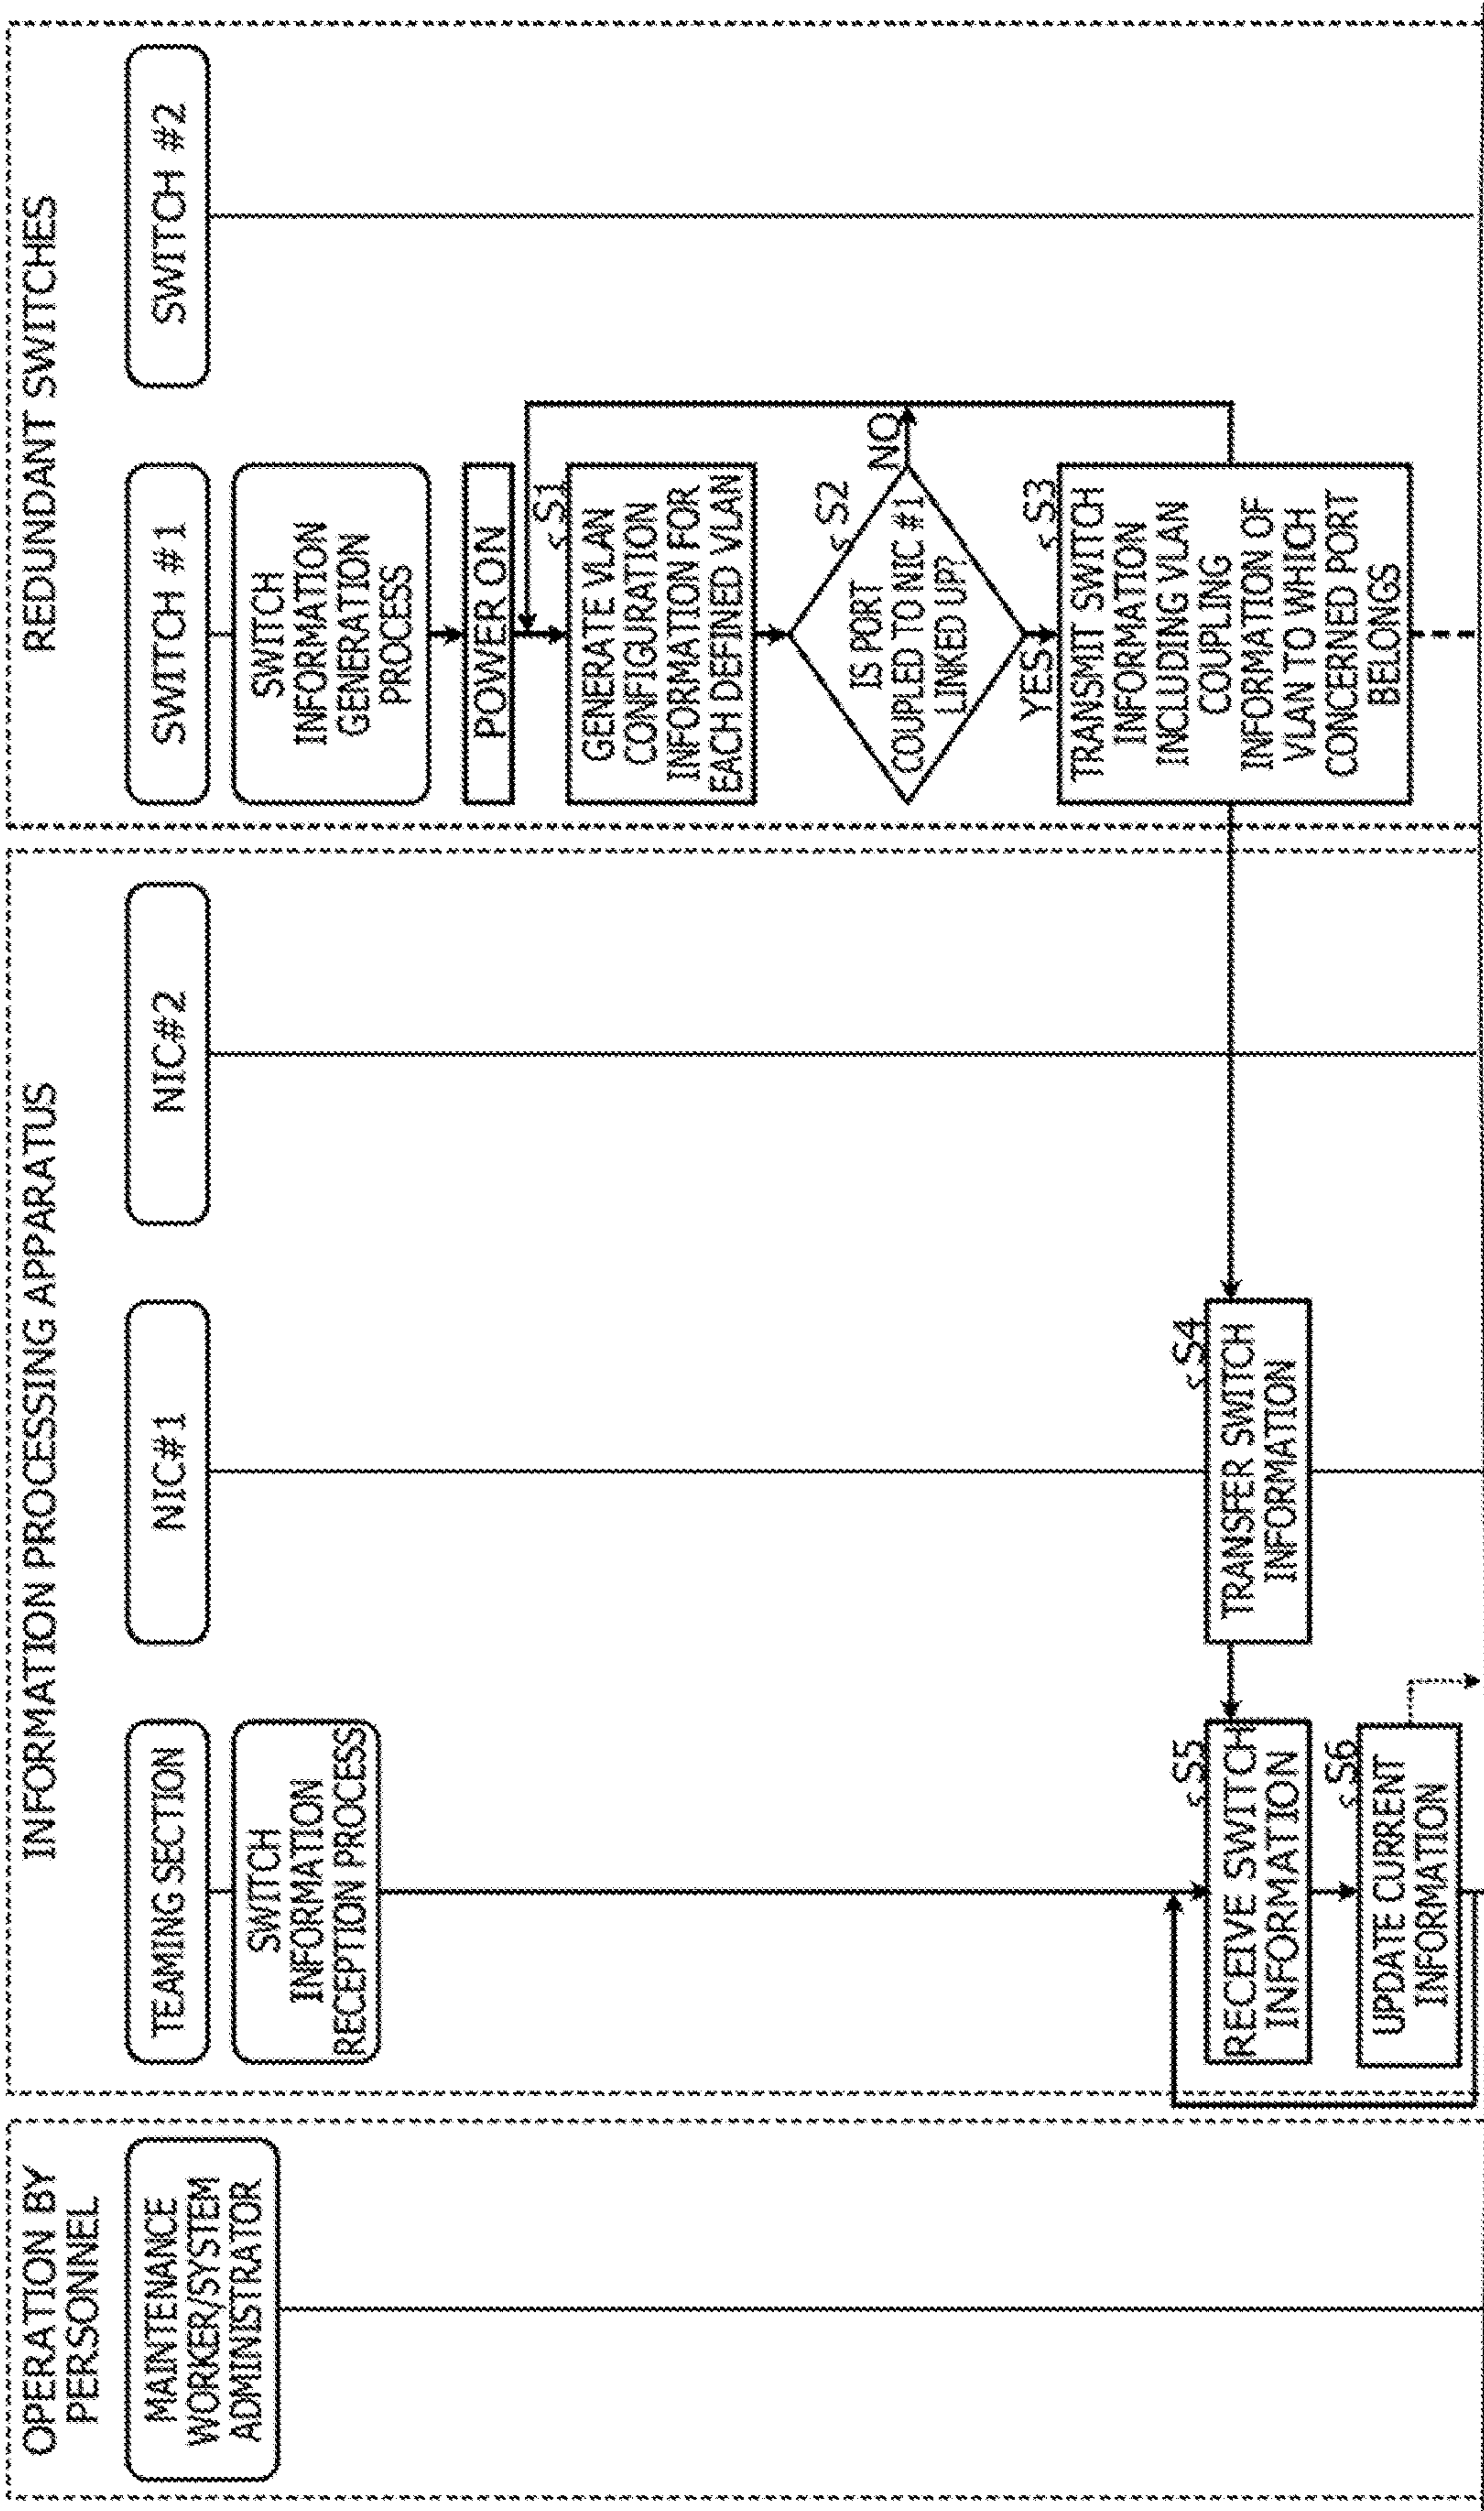 OPERATION BY
PERSONNEL
MAINTENANCE
WORKER/SYSTEM
ADMINISTRATOR
INFORMATION PROCESSING APPARATUS
TEAMING SECTION
SWITCH
INFORMATION
RECEPTION PROCESS
S5
RECEIVE SWITCH
INFORMATION
S6
UPDATE CURRENT
INFORMATION
NIC#1
S4
TRANSFER SWITCH
INFORMATION
NIC#2
REDUNDANT SWITCHES
SWITCH #1
SWITCH
INFORMATION
GENERATION
PROCESS
POWER ON
S1
GENERATE VLAN
CONFIGURATION
INFORMATION FOR
EACH DEFINED VLAN
S2
IS PORT
COUPLED TO NIC #1
LINKED UP?
NO
YES
S3
TRANSMIT SWITCH
INFORMATION
INCLUDING VLAN
COUPLING
INFORMATION OF
VLAN TO WHICH
CONCERNED PORT
BELONGS
SWITCH #2